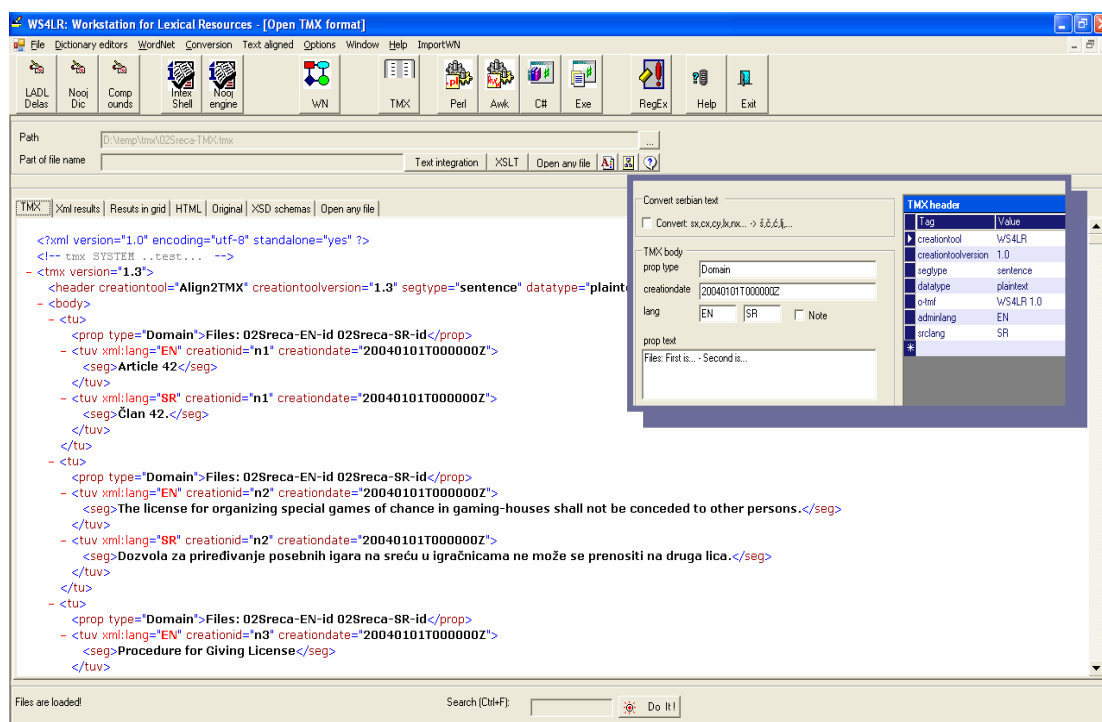 WS4LR: Workstation for Lexical Resources - [Open TMX format]
File Dictionary editors WordNet Conversion Text aligned Options Window Help ImportWN
LADL Delas
Nooj Dic
Comp ounds
Intex Shell
Nooj engine
WN
TMX
Perl
Awk
C#
Exe
RegEx
Help
Exit
Path D:\temp\tmx\02Sreca-TMX.tmx ...
Part of file name Text integration XSLT Open any file
TMX Xml results Resuts in grid HTML Original XSD schemas Open any file
<?xml version="1.0" encoding="utf-8" standalone="yes" ?>
<!-- tmx SYSTEM ..test... -->
- <tmx version="1.3">
<header creationtool="Align2TMX" creationtoolversion="1.3" segtype="sentence" datatype="plainte
- <body>
- <tu>
<prop type="Domain">Files: 02Sreca-EN-id 02Sreca-SR-id</prop>
- <tuv xml:lang="EN" creationid="n1" creationdate="20040101T000000Z">
<seg>Article 42</seg>
</tuv>
- <tuv xml:lang="SR" creationid="n1" creationdate="20040101T000000Z">
<seg>Član 42.</seg>
</tuv>
</tu>
- <tu>
<prop type="Domain">Files: 02Sreca-EN-id 02Sreca-SR-id</prop>
- <tuv xml:lang="EN" creationid="n2" creationdate="20040101T000000Z">
<seg>The license for organizing special games of chance in gaming-houses shall not be conceded to other persons.</seg>
</tuv>
- <tuv xml:lang="SR" creationid="n2" creationdate="20040101T000000Z">
<seg>Dozvola za priređivanje posebnih igara na sreću u igračnicama ne može se prenositi na druga lica.</seg>
</tuv>
</tu>
- <tu>
<prop type="Domain">Files: 02Sreca-EN-id 02Sreca-SR-id</prop>
- <tuv xml:lang="EN" creationid="n3" creationdate="20040101T000000Z">
<seg>Procedure for Giving License</seg>
</tuv>
Convert serbian text
Convert: sx,cx,cy,lx,nx... -> š,č,ć,lj,...
TMX body
prop type Domain
creationdate 20040101T000000Z
lang EN SR Note
prop text
Files: First is... - Second is...
TMX header
Tag Value
creationtool WS4LR
creationtoolversion 1.0
segtype sentence
datatype plaintext
o-tmf WS4LR 1.0
adminlang EN
srclang SR
Files are loaded! Search (Ctrl+F): Do It!